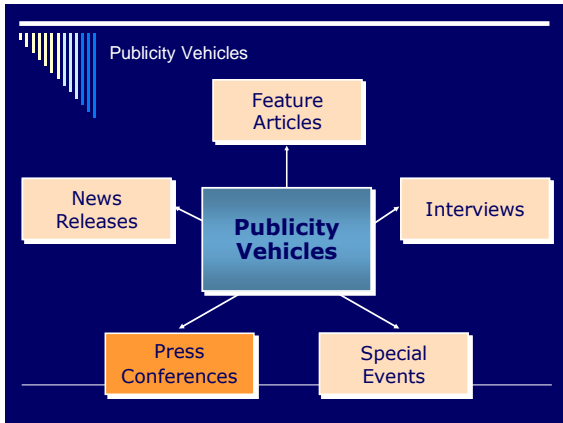 Publicity Vehicles
Feature
Articles
News
Releases
Publicity
Vehicles
Interviews
Press
Conferences
Special
Events